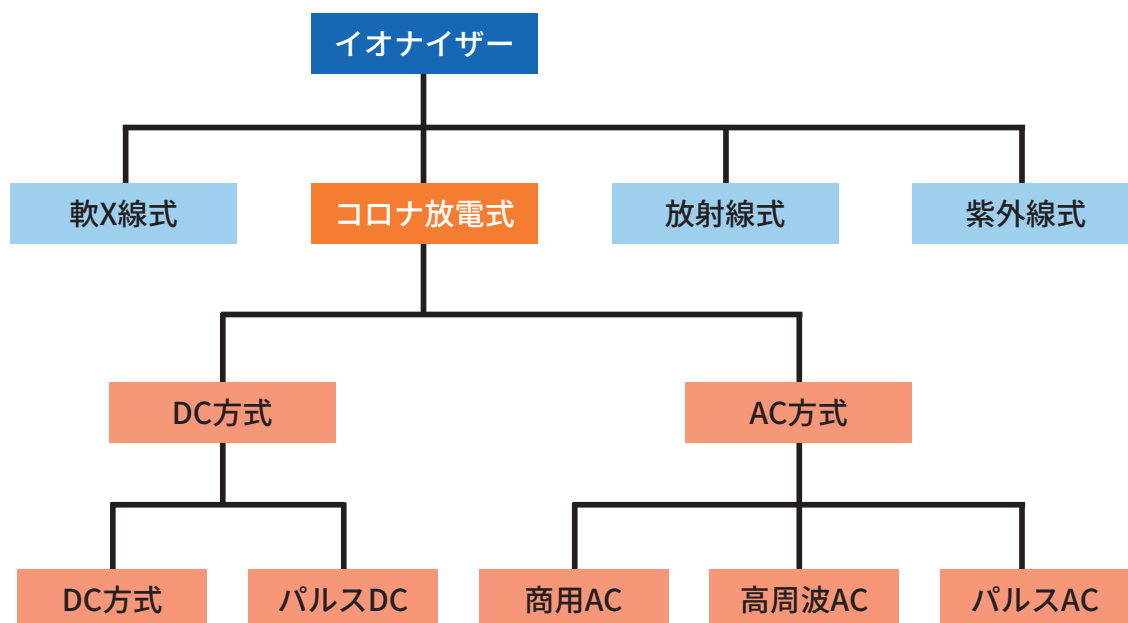 イオナイザー
軟X線式
コロナ放電式
放射線式
紫外線式
DC方式
AC方式
DC方式
パルスDC
商用AC
高周波AC
パルスAC